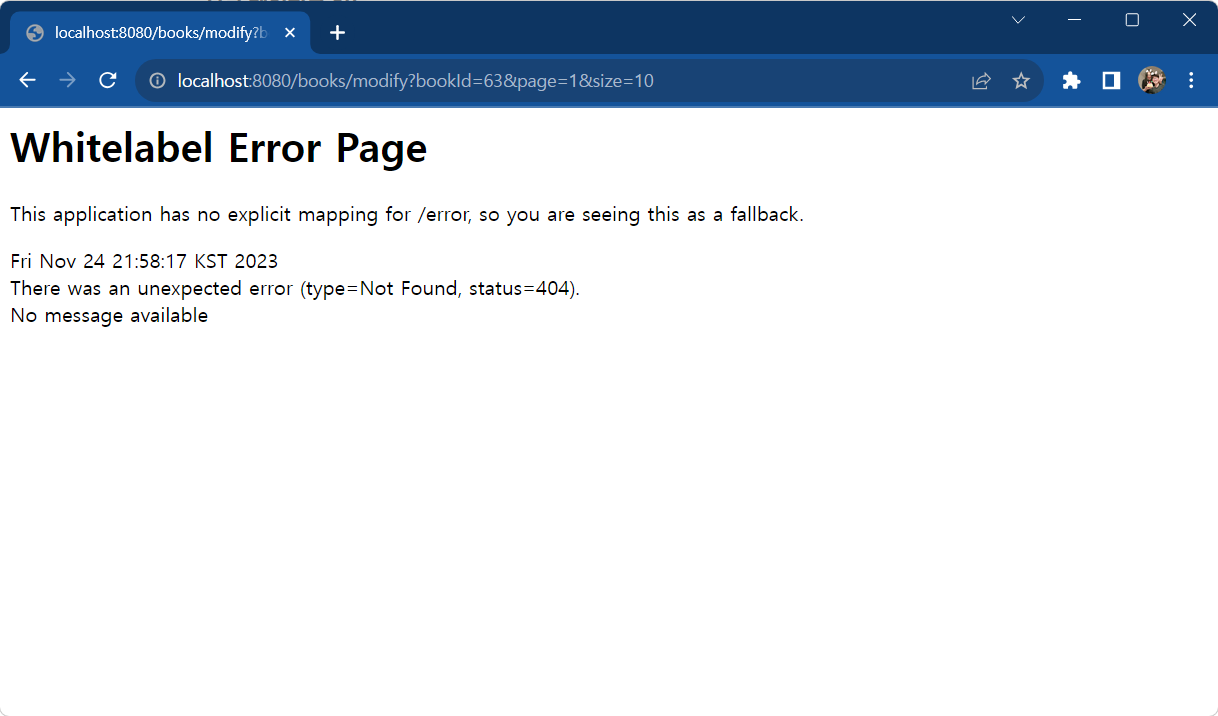 localhost:8080/books/modify?b
localhost:8080/books/modify?bookId=63&page=1&size=10
Whitelabel Error Page
This application has no explicit mapping for /error, so you are seeing this as a fallback.
Fri Nov 24 21:58:17 KST 2023
There was an unexpected error (type=Not Found, status=404).
No message available